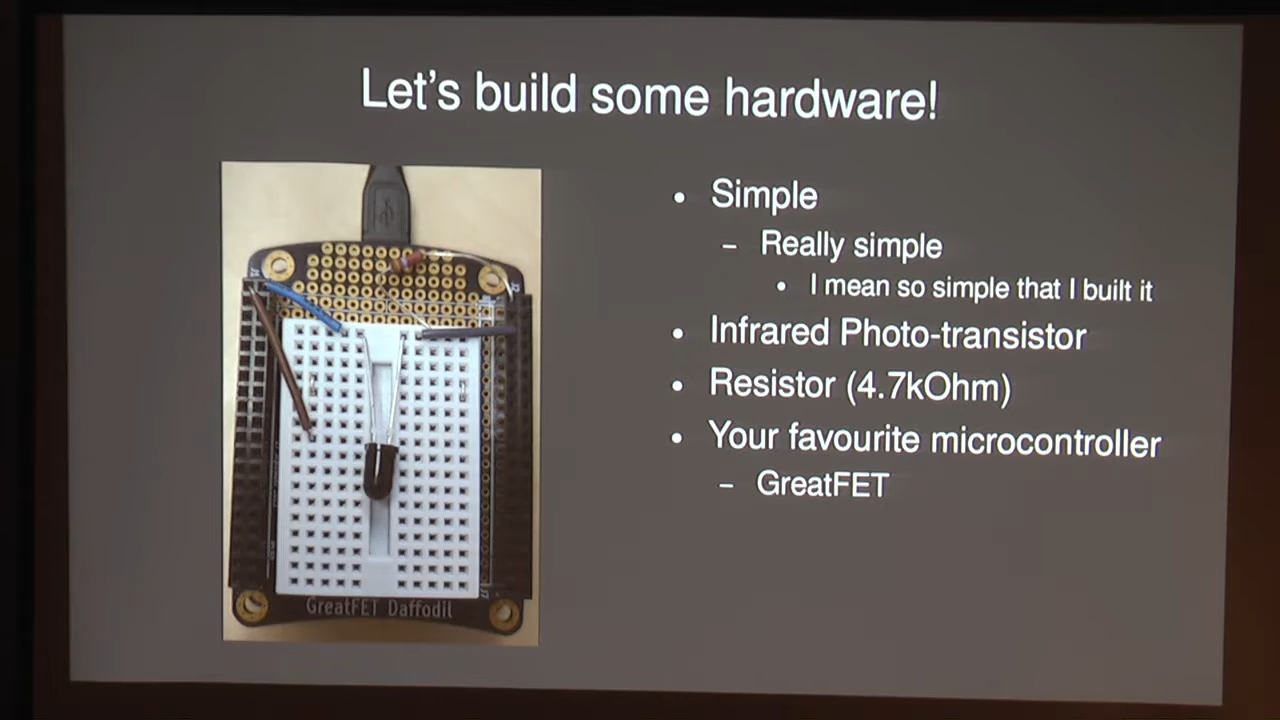 Let's build some hardware!
• Simple
– Really simple
• I mean so simple that I built it
• Infrared Photo-transistor
• Resistor (4.7kOhm)
• Your favourite microcontroller
– GreatFET
GreatFET Daffodil